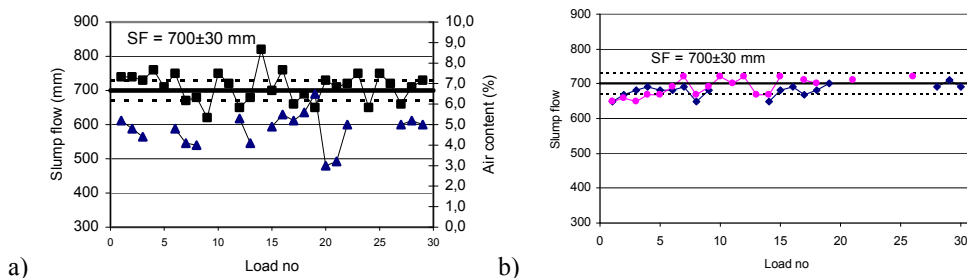 a)
SF = 700±30 mm
Slump flow (mm)
900
800
700
600
500
400
300
Air content (%)
10,0
9,0
8,0
7,0
6,0
5,0
4,0
3,0
2,0
1,0
0,0
0 5 10 15 20 25 30
Load no
b)
SF = 700±30 mm
Slump flow
900
800
700
600
500
400
300
0 5 10 15 20 25 30
Load no